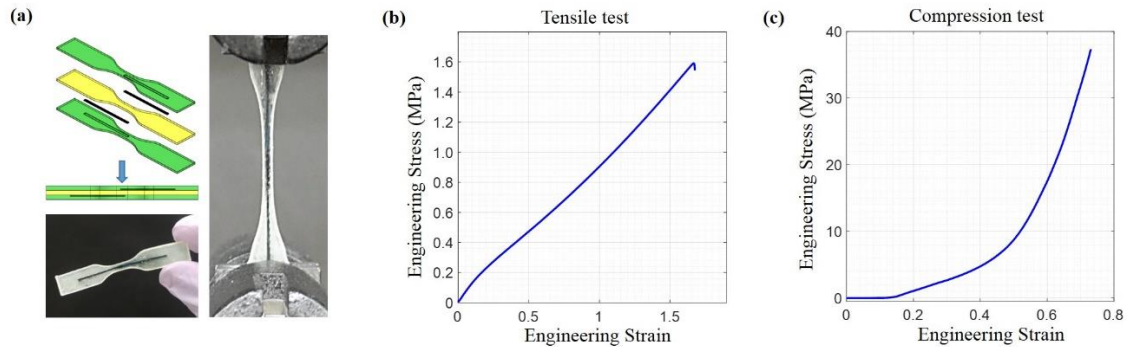 (a)
(b)
Tensile test
Engineering Stress (MPa)
1.6
1.4
1.2
1.0
0.8
0.6
0.4
0.2
0
0 0.5 1 1.5
Engineering Strain
(c)
Compression test
Engineering Stress (MPa)
40
30
20
10
0
0 0.2 0.4 0.6 0.8
Engineering Strain